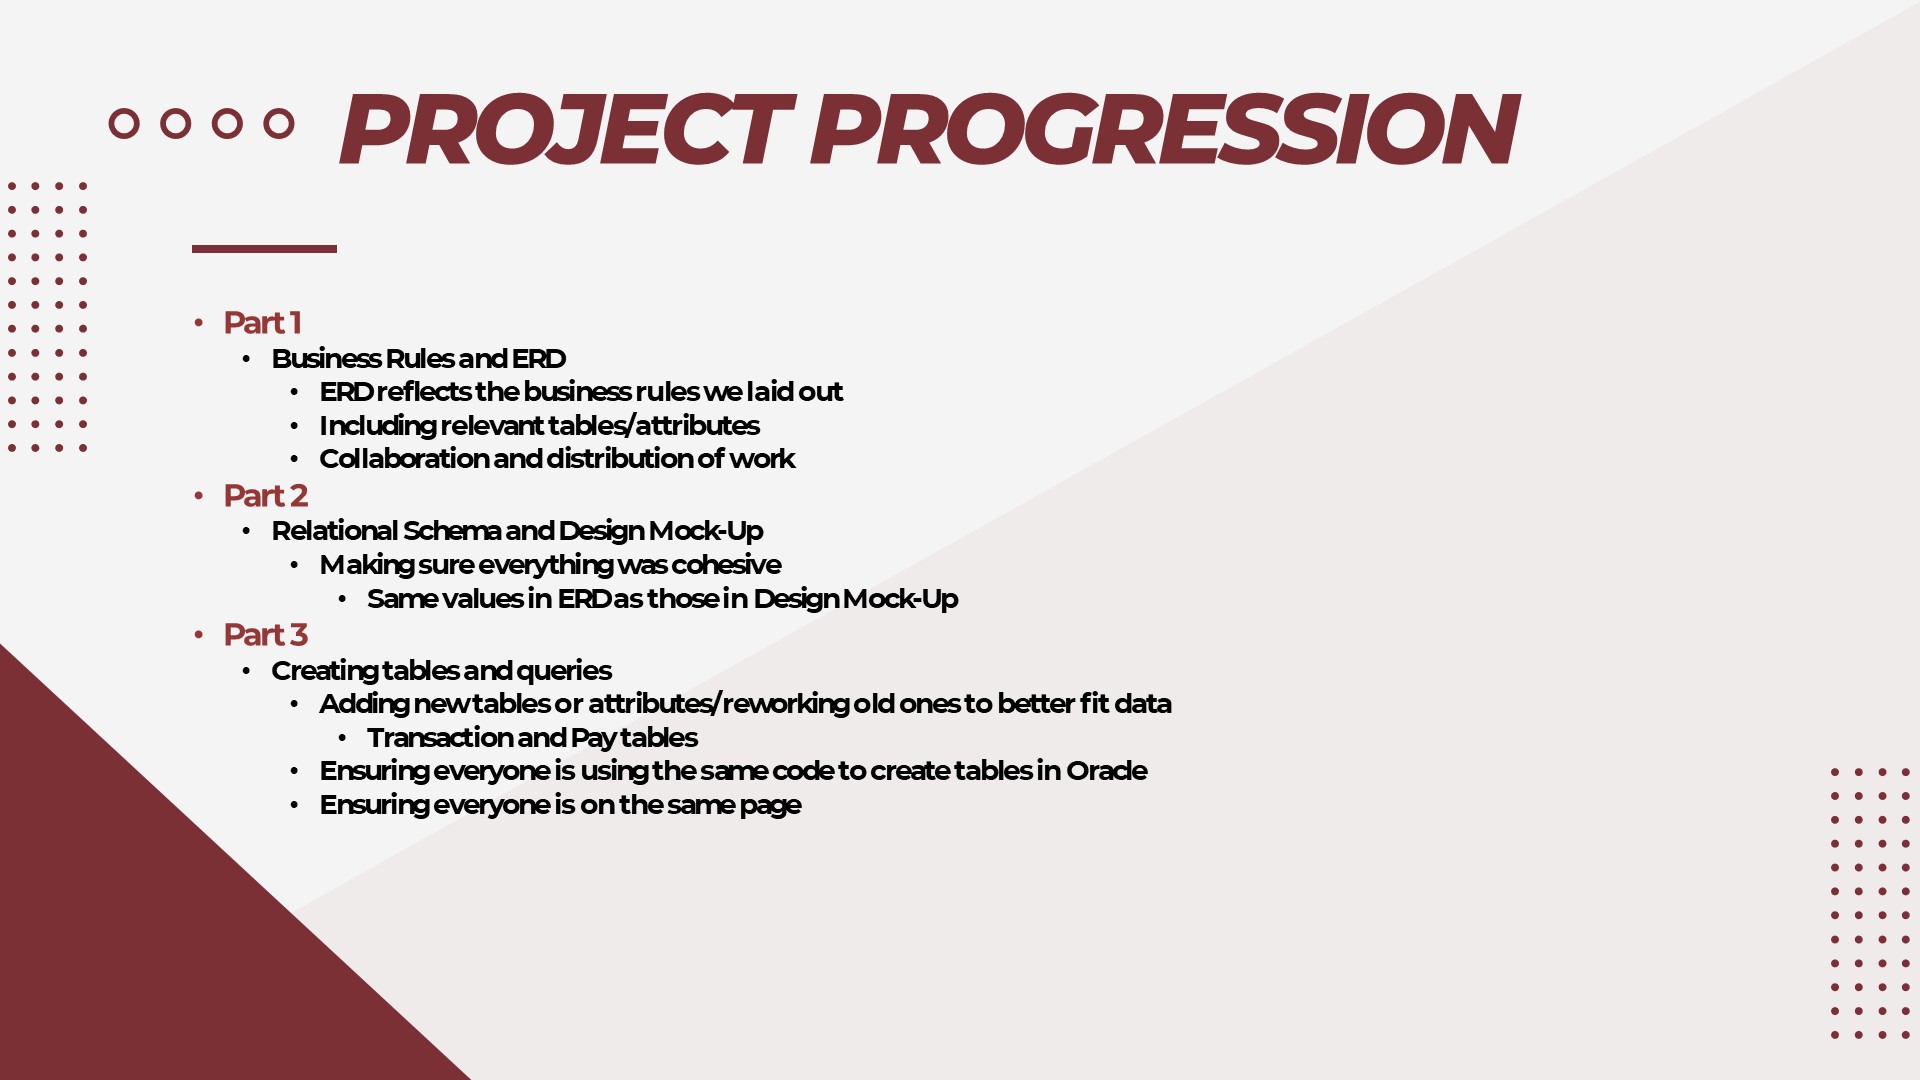 PROJECT PROGRESSION
• Part 1
• Business Rules and ERD
• ERD reflects the business rules we laid out
• Including relevant tables/attributes
• Collaboration and distribution of work
• Part 2
• Relational Schema and Design Mock-Up
• Making sure everything was cohesive
• Same values in ERD as those in Design Mock-Up
• Part 3
• Creating tables and queries
• Adding new tables or attributes/reworking old ones to better fit data
• Transaction and Pay tables
• Ensuring everyone is using the same code to create tables in Oracle
• Ensuring everyone is on the same page